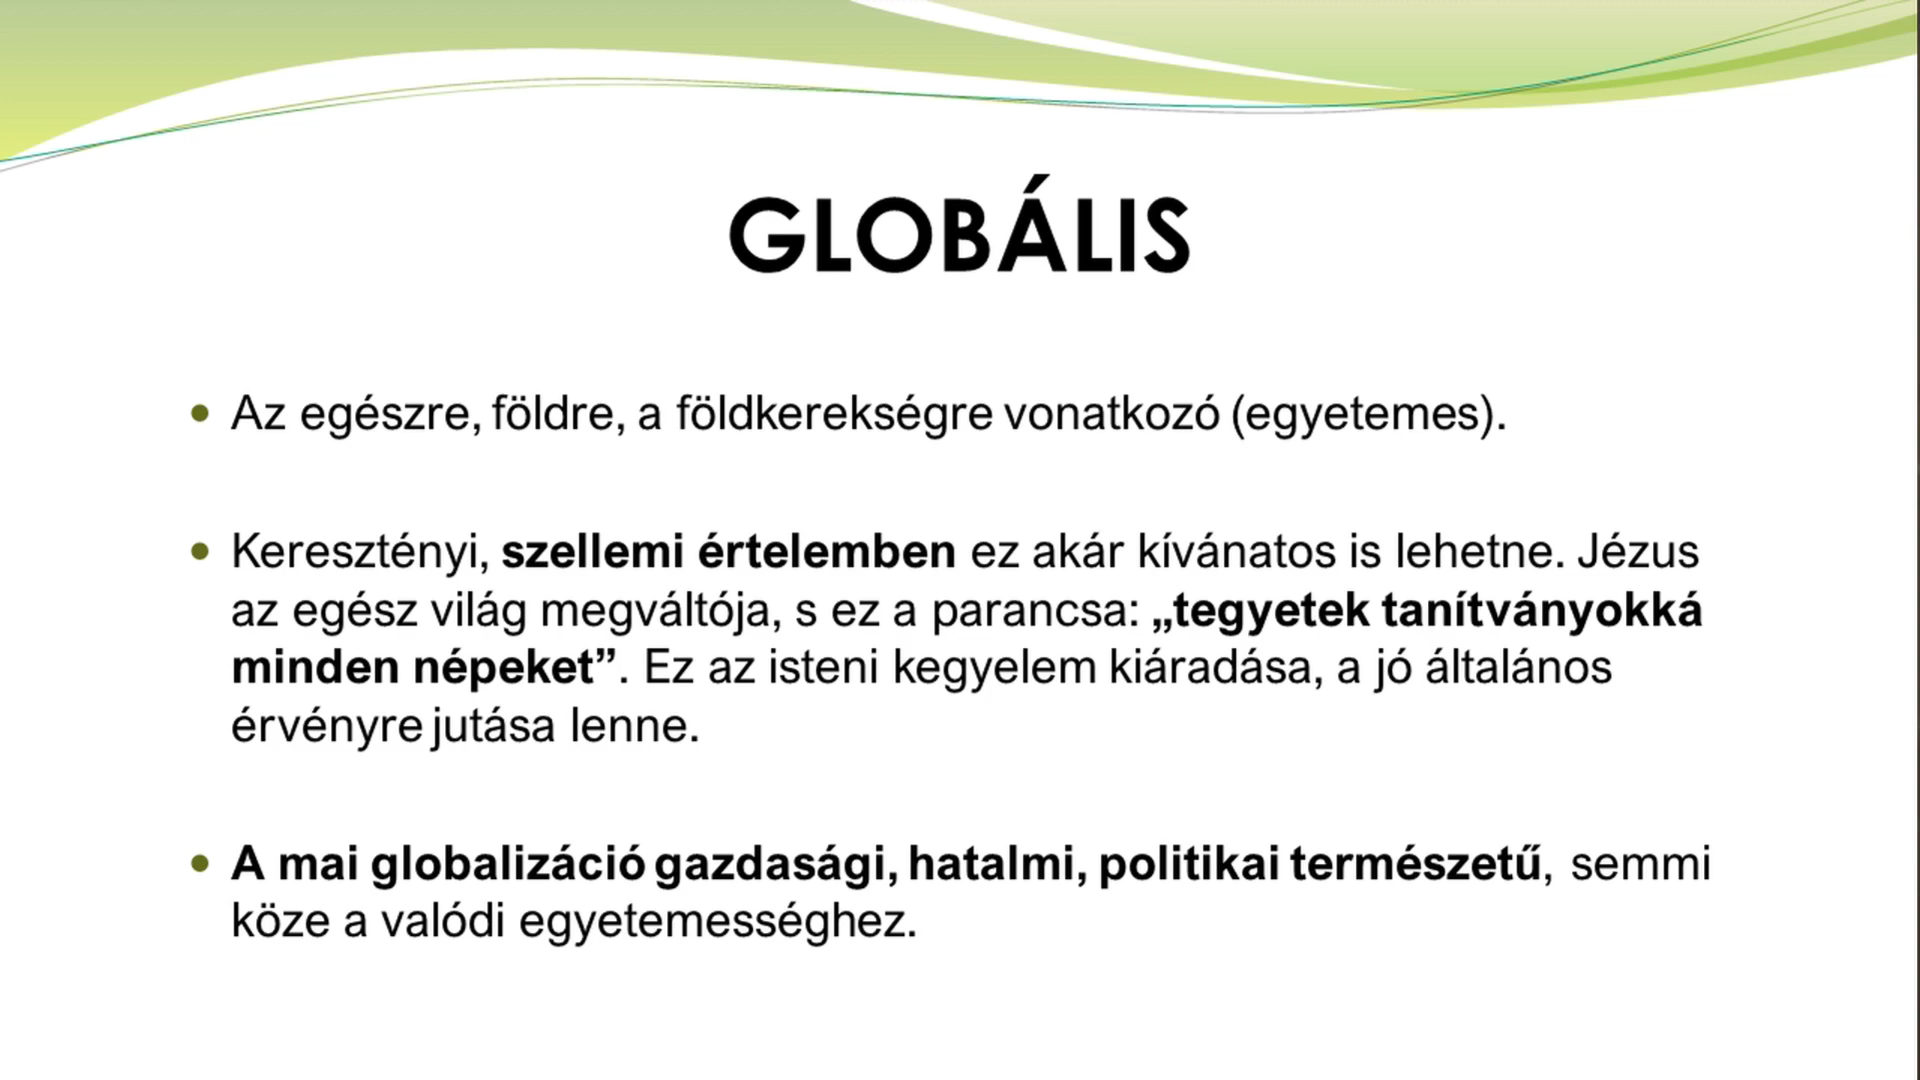 GLOBÁLIS
• Az egészre, földre, a földkerekségre vonatkozó (egyetemes).
• Keresztényi, szellemi értelemben ez akár kívánatos is lehetne. Jézus
az egész világ megváltója, s ez a parancsa: „tegyetek tanítványokká
minden népeket”. Ez az isteni kegyelem kiáradása, a jó általános
érvényre jutása lenne.
• A mai globalizáció gazdasági, hatalmi, politikai természetű, semmi
köze a valódi egyetemességhez.